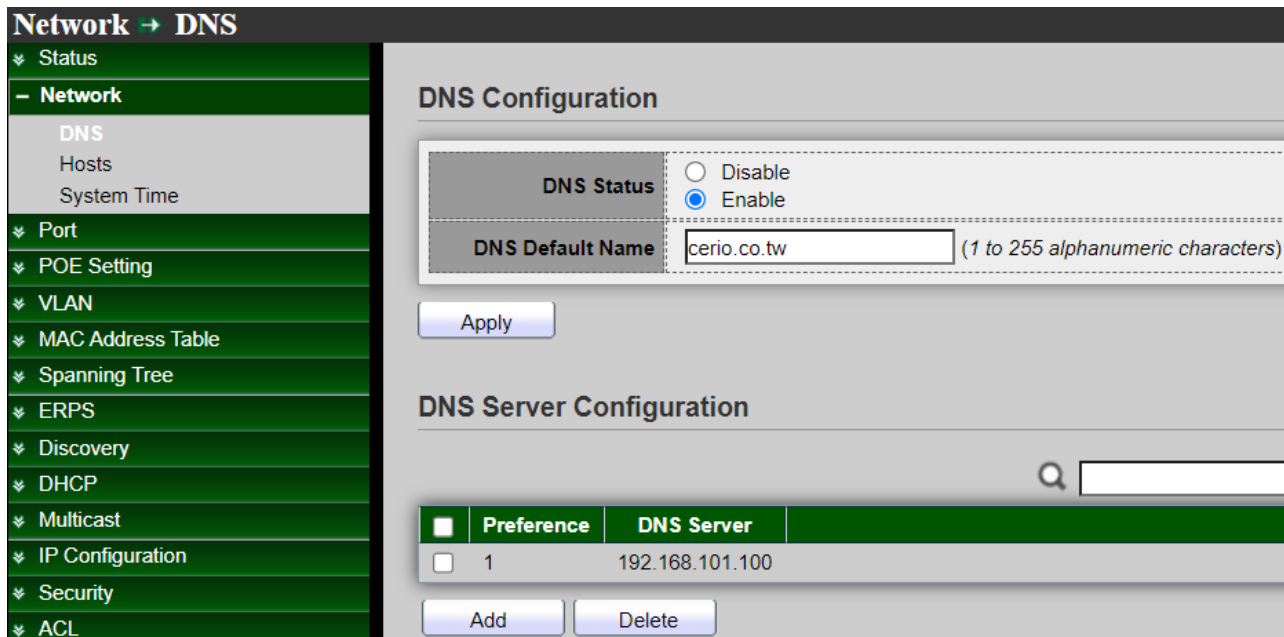 Network → DNS
Status
Network
DNS
Hosts
System Time
Port
POE Setting
VLAN
MAC Address Table
Spanning Tree
ERPS
Discovery
DHCP
Multicast
IP Configuration
Security
ACL
DNS Configuration
DNS Status
Disable
Enable
DNS Default Name cerio.co.tw (1 to 255 alphanumeric characters)
Apply
DNS Server Configuration
Preference DNS Server
1 192.168.101.100
Add Delete